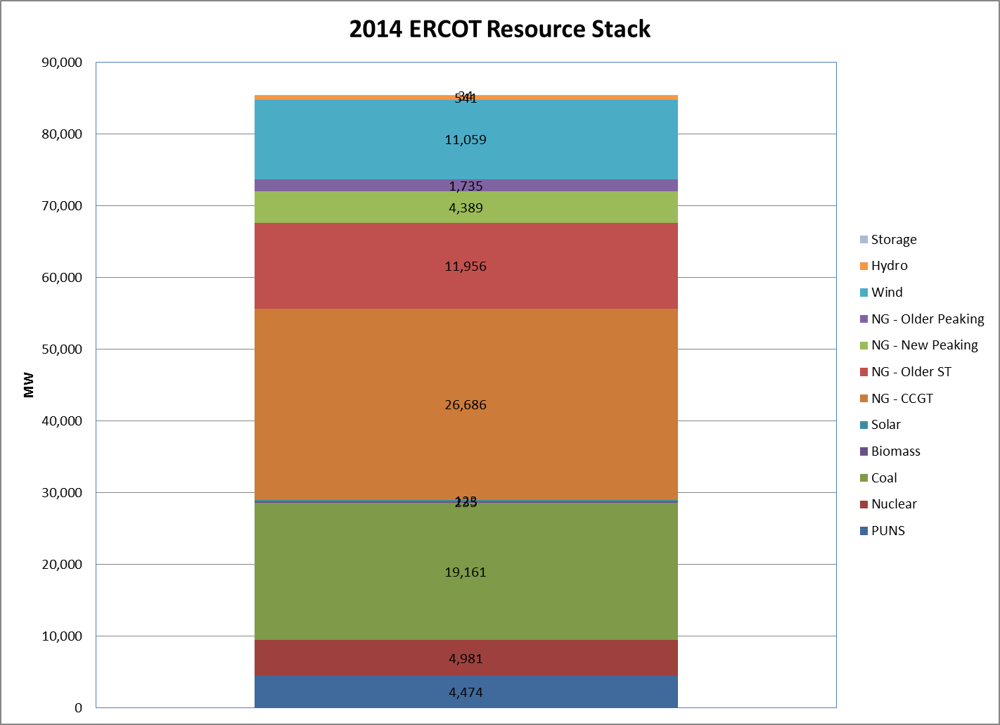 2014 ERCOT Resource Stack
90,000
80,000
70,000
60,000
50,000
40,000
30,000
20,000
10,000
0
MW
34
541
11,059
1,735
4,389
11,956
26,686
19,161
4,981
4,474
Storage
Hydro
Wind
NG - Older Peaking
NG - New Peaking
NG - Older ST
NG - CCGT
Solar
Biomass
Coal
Nuclear
PUNS